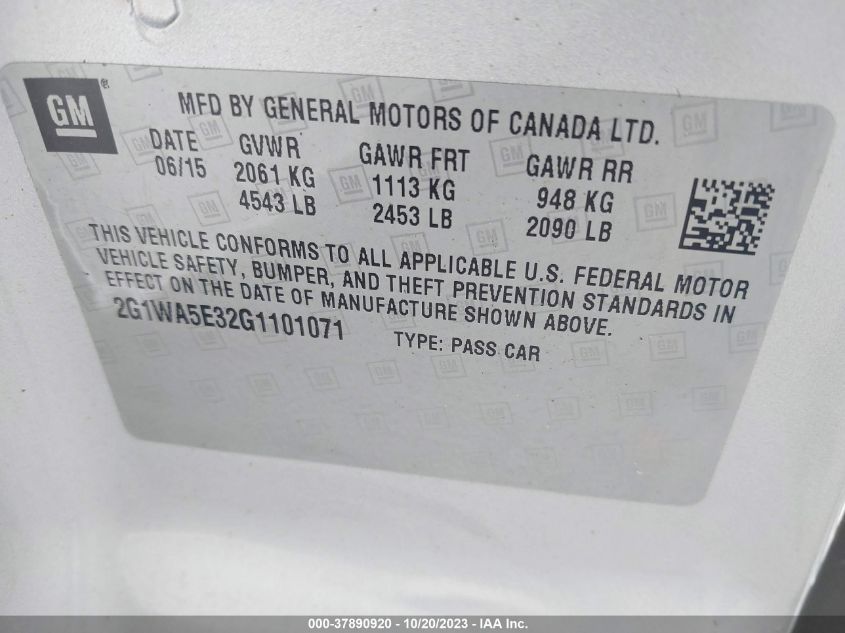 GM®
MFD BY GENERAL MOTORS OF CANADA LTD.
DATE GVWR GAWR FRT GAWR RR
06/15 2061 KG 1113 KG 948 KG
4543 LB 2453 LB 2090 LB
THIS VEHICLE CONFORMS TO ALL APPLICABLE U.S. FEDERAL MOTOR
VEHICLE SAFETY, BUMPER, AND THEFT PREVENTION STANDARDS IN
EFFECT ON THE DATE OF MANUFACTURE SHOWN ABOVE.
2G1WA5E32G1101071 TYPE: PASS CAR
000-37890920 - 10/20/2023 - IAA Inc.